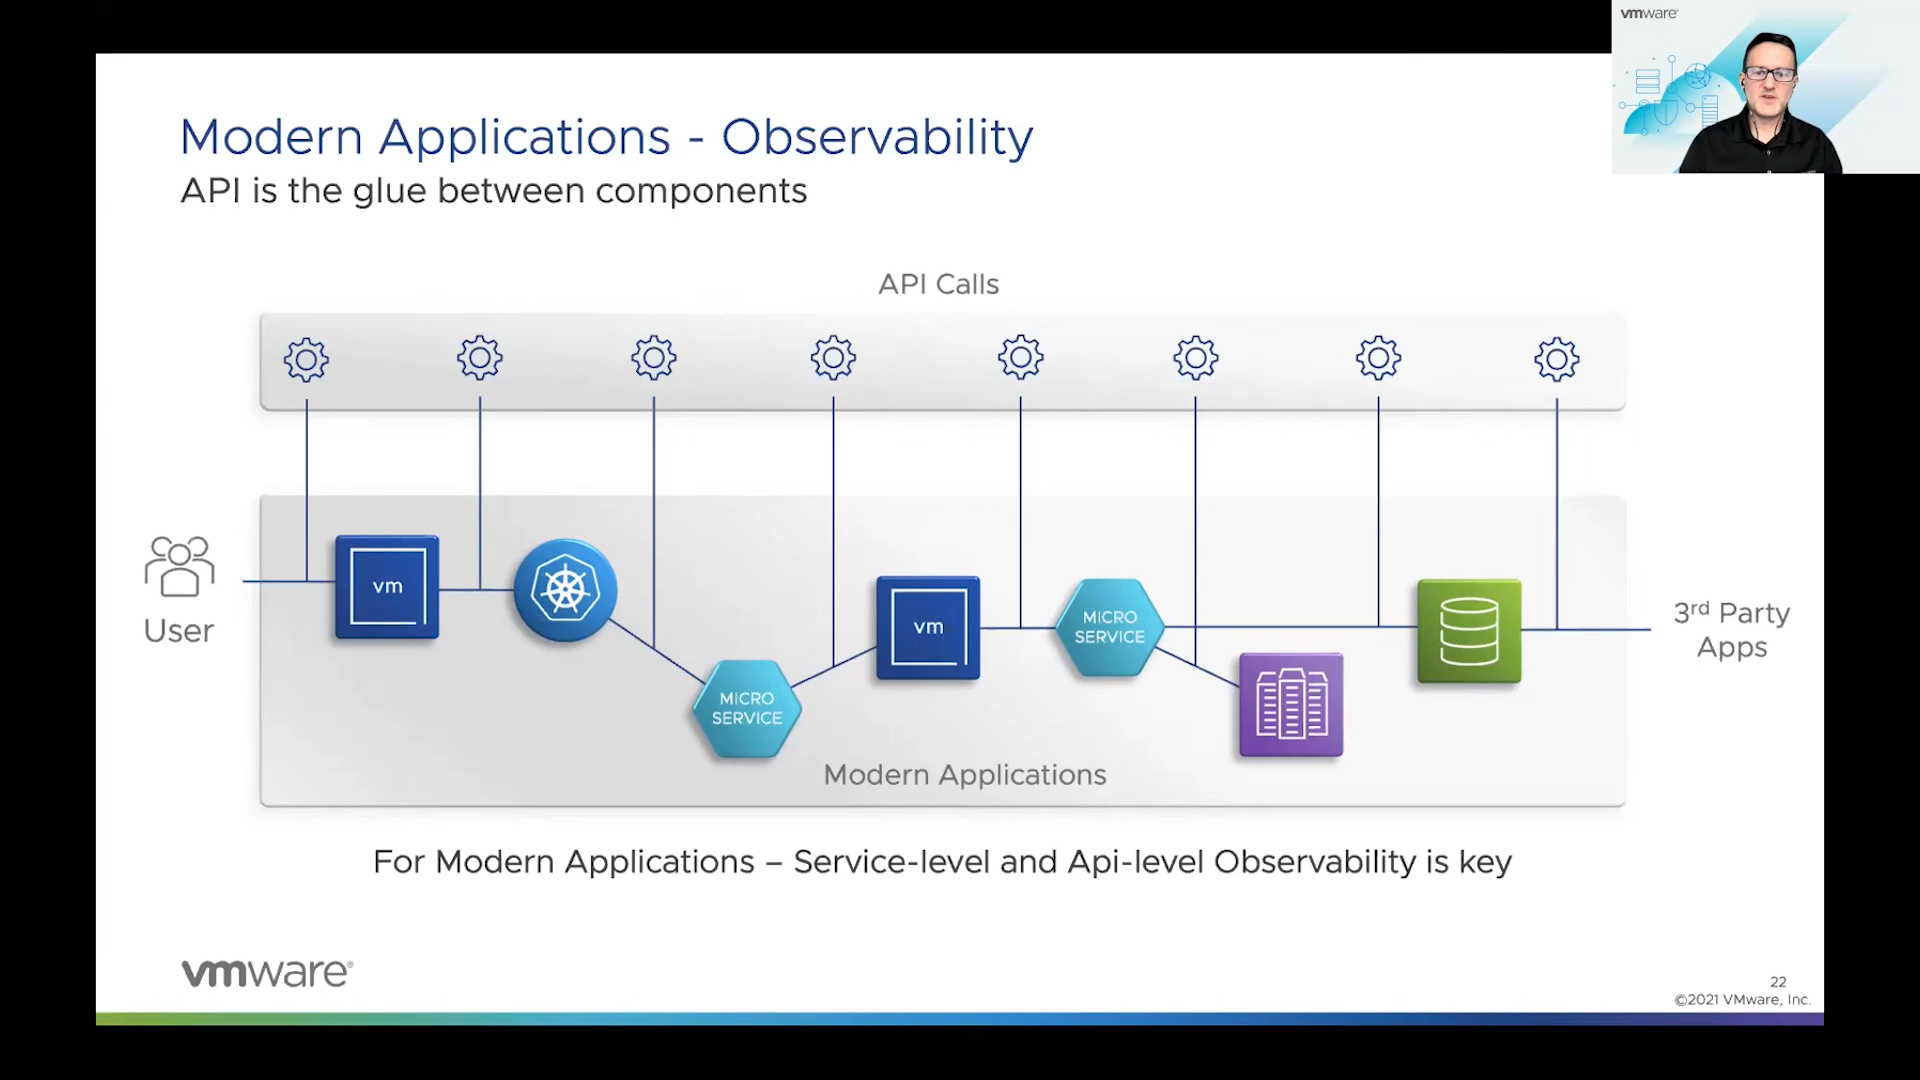 vmware
Modern Applications - Observability
API is the glue between components
API Calls
User
vm
MICRO
SERVICE
vm
MICRO
SERVICE
3rd Party
Apps
Modern Applications
For Modern Applications – Service-level and Api-level Observability is key
vmware®
22
©2021 VMware, Inc.